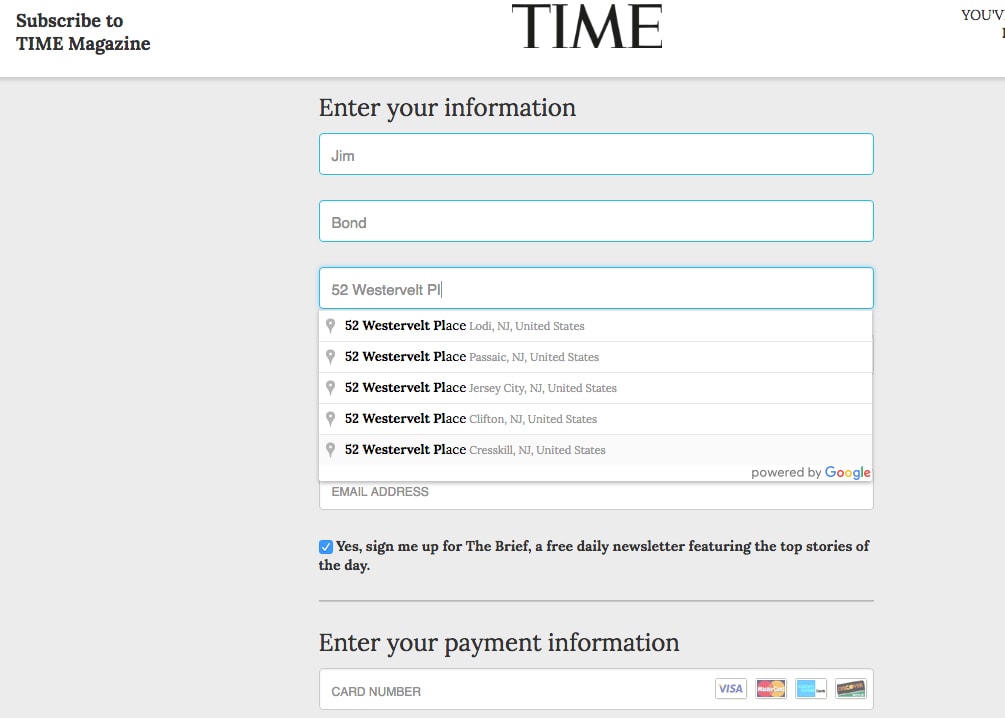 Subscribe to
TIME Magazine
TIME
YOU'V
Enter your information
Jim
Bond
52 Westervelt Pl
52 Westervelt Place Lodi, NJ, United States
52 Westervelt Place Passaic, NJ, United States
52 Westervelt Place Jersey City, NJ, United States
52 Westervelt Place Clifton, NJ, United States
52 Westervelt Place Cresskill, NJ, United States
powered by Google
EMAIL ADDRESS
Yes, sign me up for The Brief, a free daily newsletter featuring the top stories of
the day.
Enter your payment information
CARD NUMBER
VISA MasterCard DISCOVER